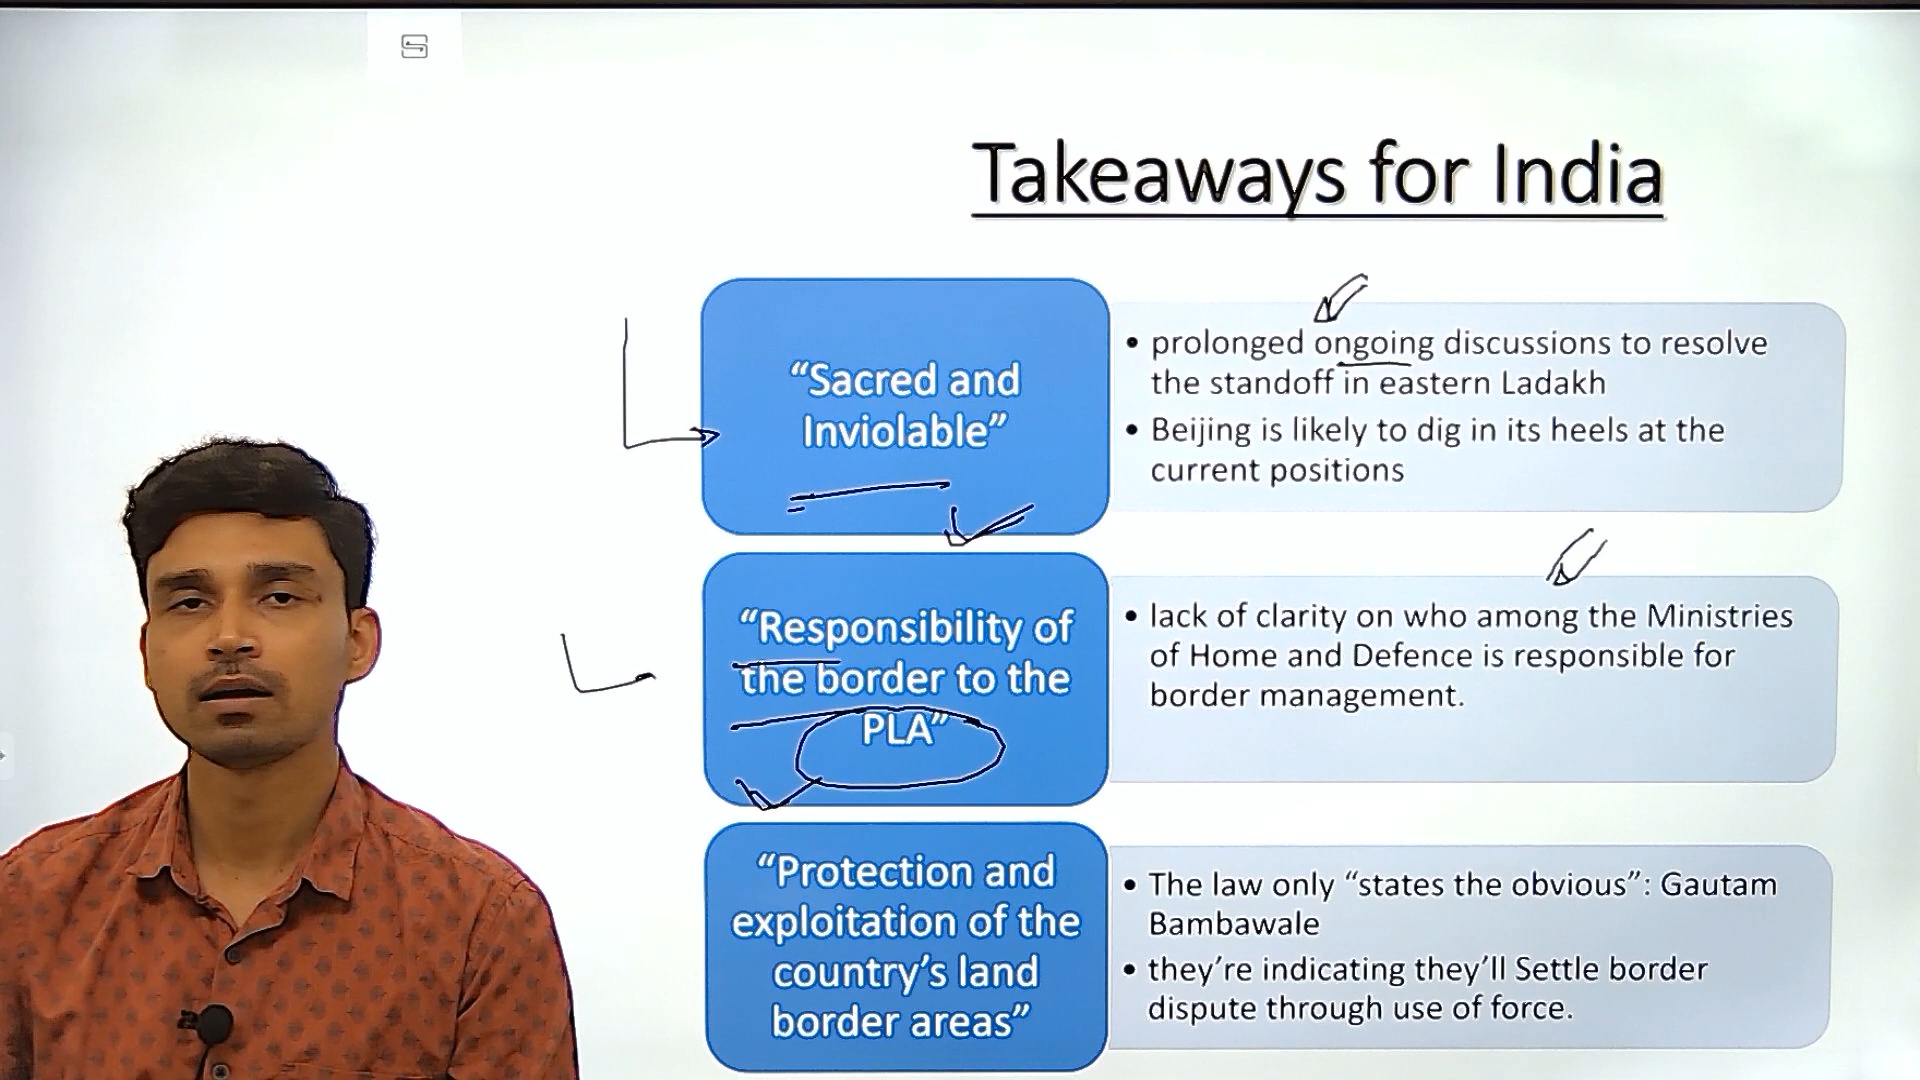 Takeaways for India
“Sacred and
Inviolable”
• prolonged ongoing discussions to resolve
the standoff in eastern Ladakh
• Beijing is likely to dig in its heels at the
current positions
“Responsibility of
the border to the
PLA”
• lack of clarity on who among the Ministries
of Home and Defence is responsible for
border management.
“Protection and
exploitation of the
country’s land
border areas”
• The law only “states the obvious”: Gautam
Bambawale
• they’re indicating they’ll Settle border
dispute through use of force.